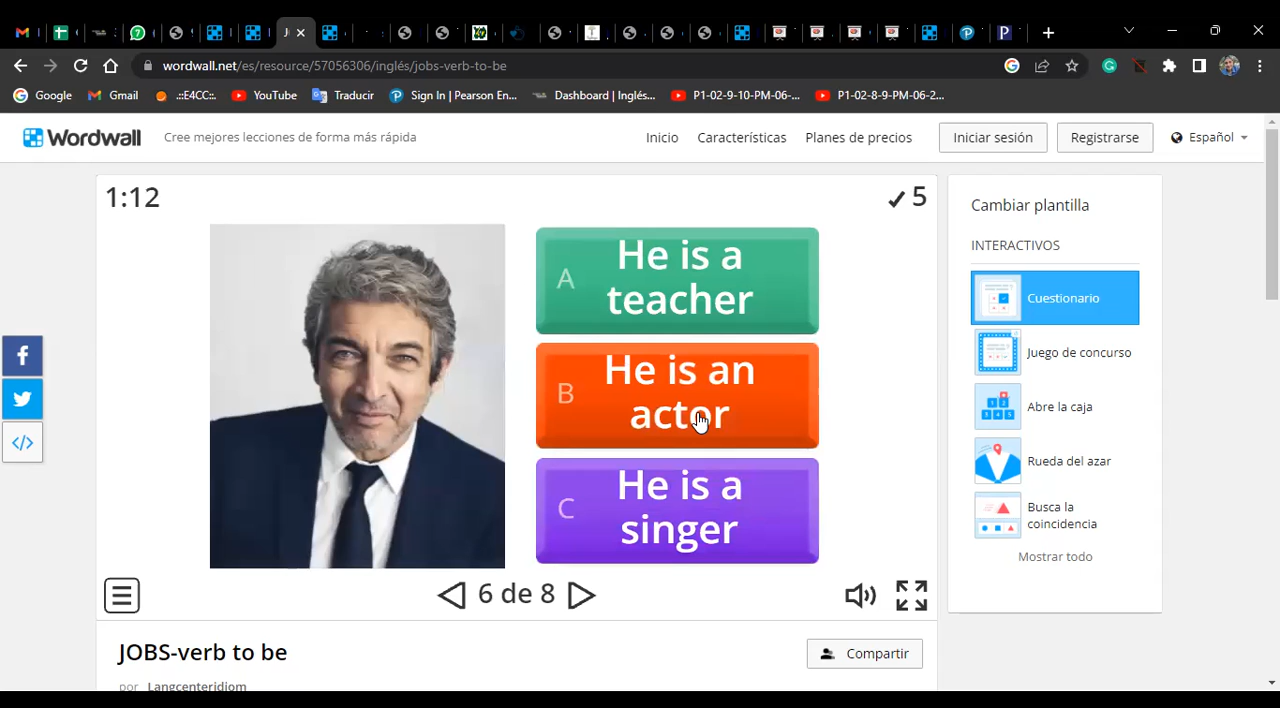 wordwall.net/es/resource/57056306/inglés/jobs-verb-to-be
Google
Gmail
.::E4CC::.
YouTube
Traducir
Sign In | Pearson En...
Dashboard | Inglés...
P1-02-9-10-PM-06-...
P1-02-8-9-PM-06-2...
Wordwall
Cree mejores lecciones de forma más rápida
Inicio
Características
Planes de precios
Iniciar sesión
Registrarse
Español
1:12
5
A
He is a
teacher
B
He is an
actor
C
He is a
singer
6 de 8
Cambiar plantilla
INTERACTIVOS
Cuestionario
Juego de concurso
Abre la caja
Rueda del azar
Busca la
coincidencia
Mostrar todo
JOBS-verb to be
Compartir
por Langcenteridiom